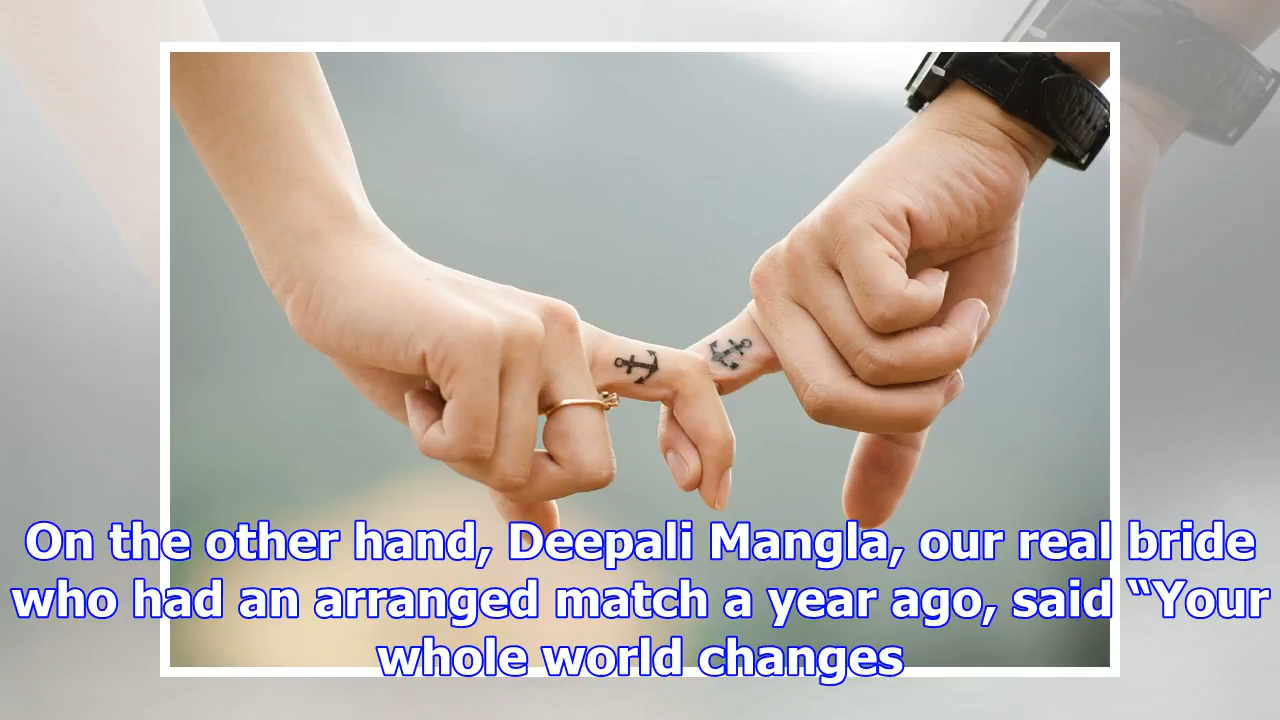 On the other hand, Deepali Mangla, our real bride
who had an arranged match a year ago, said “Your
whole world changes